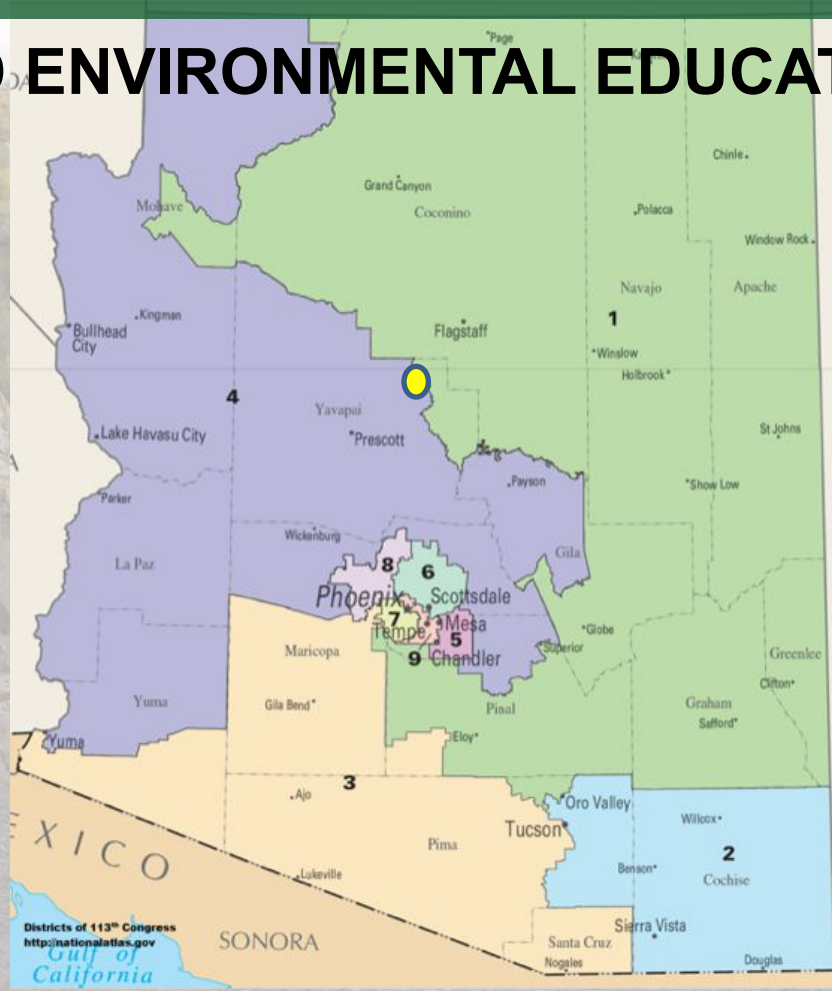 Page
ENVIRONMENTAL EDUCAT
Chinle
Grand Canyon
Mohave
Coconino
Polacca
Window Rock
Navajo
Apache
Kingman
1
Bullhead
City
Flagstaff
Winslow
Holbrook
4
Yavapai
Lake Havasu City
Prescott
St Johns
Payson
Show Low
Parker
Wickenburg
Gila
La Paz
8
6
Phoenix
Scottsdale
7
Mesa
Tempe
5
Globe
Superior
9
Chandler
Maricopa
Greenlee
Clifton
Yuma
Gila Bend
Pinal
Graham
Safford
Yuma
Eloy
3
Ajo
Oro Valley
Tucson
Willcox
EXICO
Pima
2
Benson
Cochise
Lukeville
Districts of 113th Congress
http://nationalatlas.gov
Gulf of
California
SONORA
Sierra Vista
Santa Cruz
Nogales
Douglas